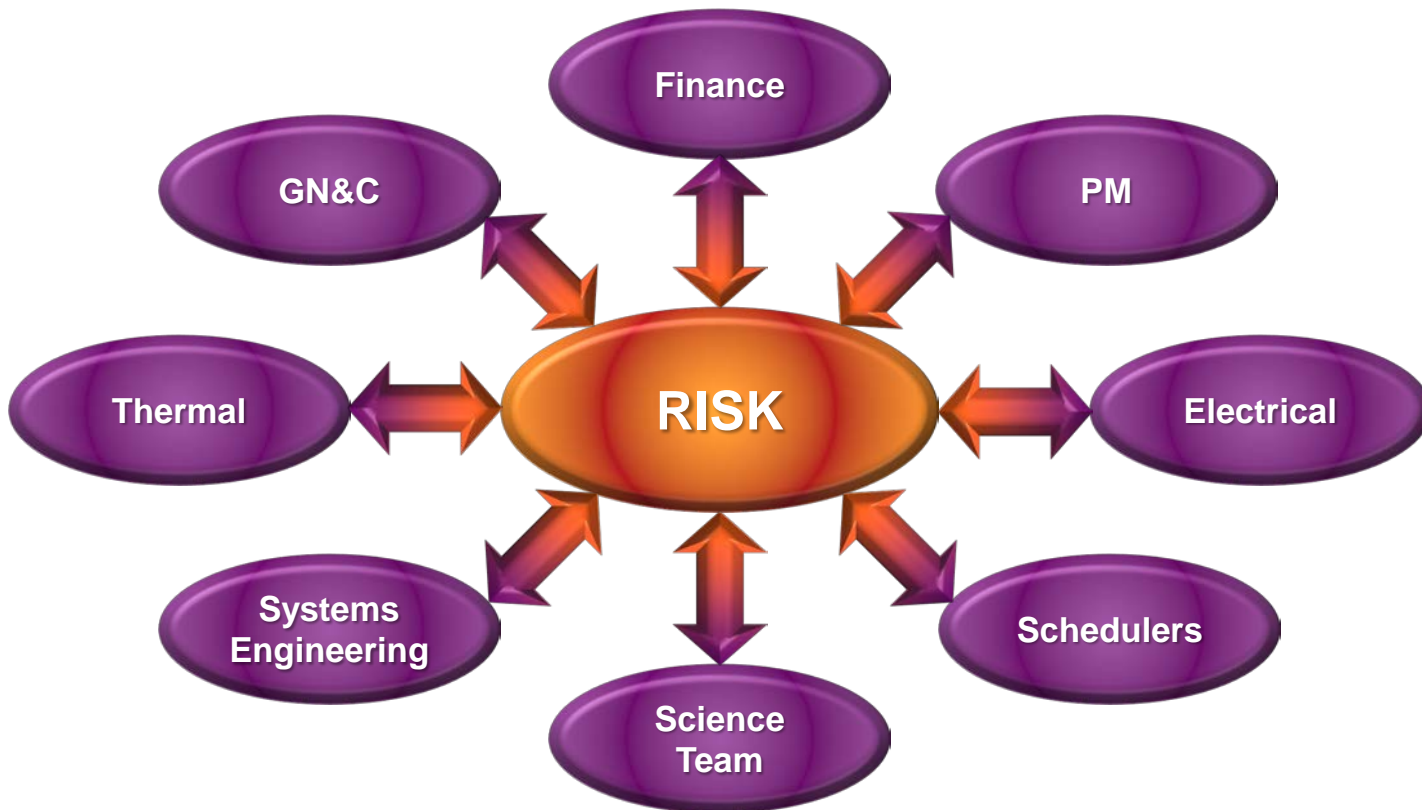 Finance
GN&C
PM
Thermal
RISK
Electrical
Systems
Engineering
Schedulers
Science
Team